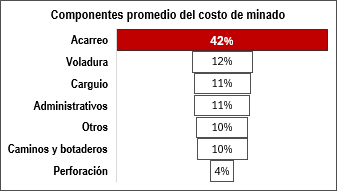 Componentes promedio del costo de minado
Acarreo 42%
Voladura 12%
Carguio 11%
Administrativos 11%
Otros 10%
Caminos y botaderos 10%
Perforación 4%